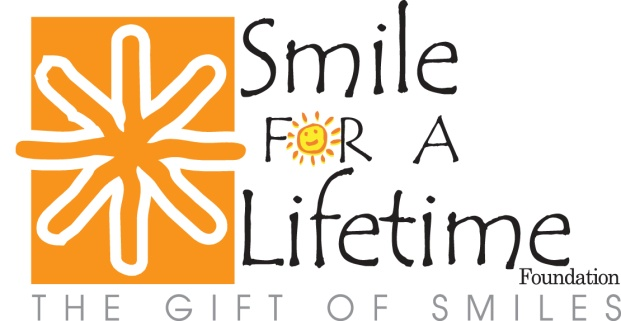 Smile
FOR A
Lifetime
Foundation
THE GIFT OF SMILES